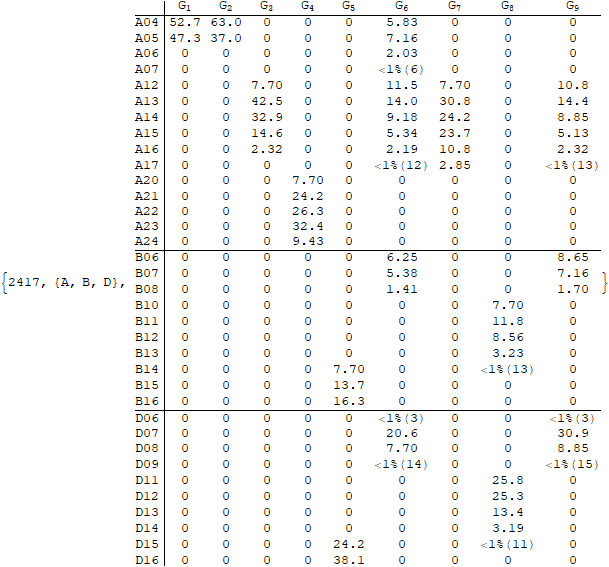 G1 G2 G3 G4 G5 G6 G7 G8 G9
A04 52.7 63.0 0 0 0 5.83 0 0 0
A05 47.3 37.0 0 0 0 7.16 0 0 0
A06 0 0 0 0 0 2.03 0 0 0
A07 0 0 0 0 0 <1%(6) 0 0 0
A12 0 0 7.70 0 0 11.5 7.70 0 10.8
A13 0 0 42.5 0 0 14.0 30.8 0 14.4
A14 0 0 32.9 0 0 9.18 24.2 0 8.85
A15 0 0 14.6 0 0 5.34 23.7 0 5.13
A16 0 0 2.32 0 0 2.19 10.8 0 2.32
A17 0 0 0 0 0 <1%(12) 2.85 0 <1%(13)
A20 0 0 0 7.70 0 0 0 0 0
A21 0 0 0 24.2 0 0 0 0 0
A22 0 0 0 26.3 0 0 0 0 0
A23 0 0 0 32.4 0 0 0 0 0
A24 0 0 0 9.43 0 0 0 0 0
B06 0 0 0 0 0 6.25 0 0 8.65
B07 0 0 0 0 0 5.38 0 0 7.16
{2417, {A, B, D}, B08 0 0 0 0 0 1.41 0 0 1.70 }
B10 0 0 0 0 0 0 0 7.70 0
B11 0 0 0 0 0 0 0 11.8 0
B12 0 0 0 0 0 0 0 8.56 0
B13 0 0 0 0 0 0 0 3.23 0
B14 0 0 0 0 7.70 0 0 <1%(13) 0
B15 0 0 0 0 13.7 0 0 0 0
B16 0 0 0 0 16.3 0 0 0 0
D06 0 0 0 0 0 <1%(3) 0 0 <1%(3)
D07 0 0 0 0 0 20.6 0 0 30.9
D08 0 0 0 0 0 7.70 0 0 8.85
D09 0 0 0 0 0 <1%(14) 0 0 <1%(15)
D11 0 0 0 0 0 0 0 25.8 0
D12 0 0 0 0 0 0 0 25.3 0
D13 0 0 0 0 0 0 0 13.4 0
D14 0 0 0 0 0 0 0 3.19 0
D15 0 0 0 0 24.2 0 0 <1%(11) 0
D16 0 0 0 0 38.1 0 0 0 0